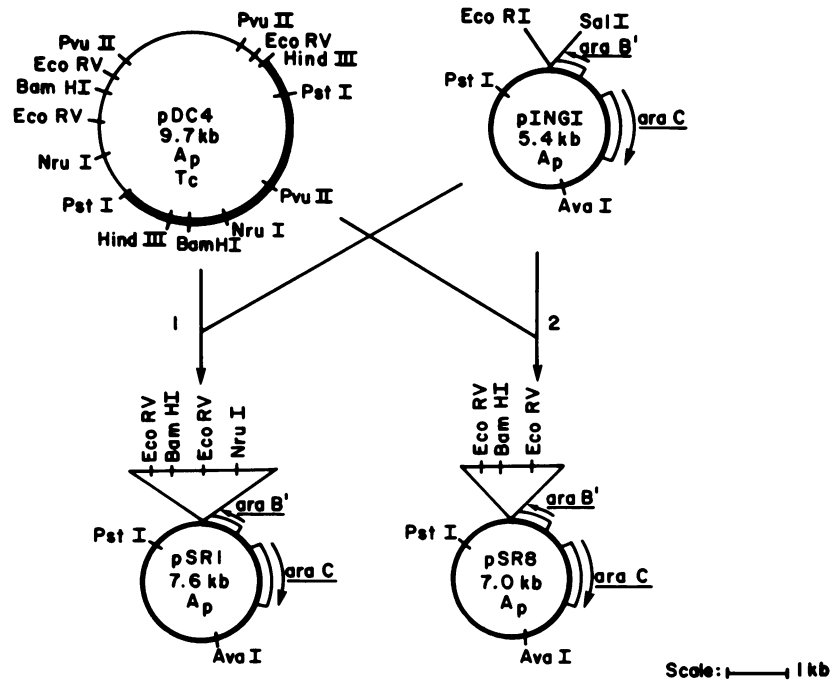 Pvu II
Eco RV
Hind III
Pst I
Pvu II
Nru I
BamHI
Hind III
Pst I
Nru I
Eco RV
Bam HI
Eco RV
Pvu II
pDC4
9.7kb
Ap
Tc
Eco RI
Sal I
ara B'
Pst I
pINGI
5.4 kb
Ap
ara C
Ava I
1
2
Eco RV
Bam HI
Eco RV
Nru I
ara B'
Pst I
pSR1
7.6 kb
Ap
ara C
Ava I
Eco RV
Bam HI
Eco RV
ara B'
Pst I
pSR8
7.0 kb
Ap
ara C
Ava I
Scale: 1 kb